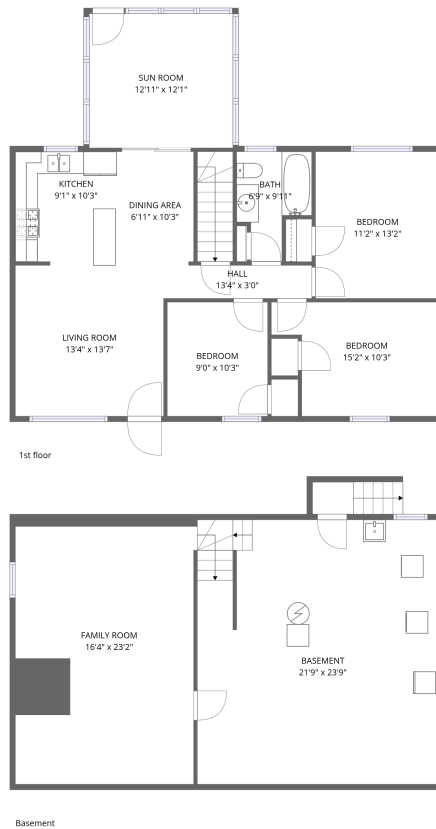 SUN ROOM
12'11" x 12'1"
KITCHEN
9'1" x 10'3"
DINING AREA
6'11" x 10'3"
BATH
6'9" x 9'11"
BEDROOM
11'2" x 13'2"
HALL
13'4" x 3'0"
LIVING ROOM
13'4" x 13'7"
BEDROOM
9'0" x 10'3"
BEDROOM
15'2" x 10'3"
1st floor
FAMILY ROOM
16'4" x 23'2"
BASEMENT
21'9" x 23'9"
Basement